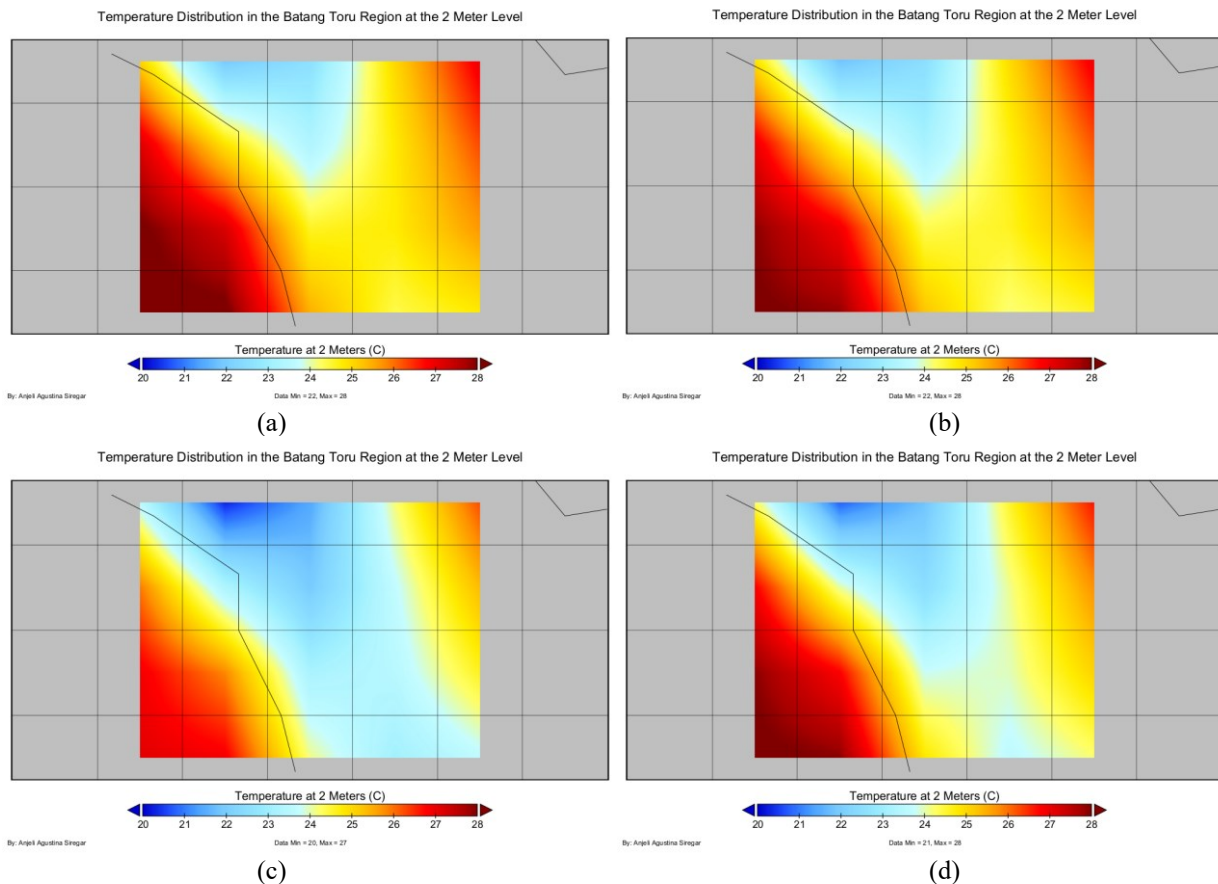 Temperature Distribution in the Batang Toru Region at the 2 Meter Level
Temperature at 2 Meters (C)
20 21 22 23 24 25 26 27 28
By: Anjeli Agustina Siregar
Data Min = 22, Max = 28
(a)
Temperature Distribution in the Batang Toru Region at the 2 Meter Level
Temperature at 2 Meters (C)
20 21 22 23 24 25 26 27 28
By: Anjeli Agustina Siregar
Data Min = 22, Max = 28
(b)
Temperature Distribution in the Batang Toru Region at the 2 Meter Level
Temperature at 2 Meters (C)
20 21 22 23 24 25 26 27 28
By: Anjeli Agustina Siregar
Data Min = 20, Max = 27
(c)
Temperature Distribution in the Batang Toru Region at the 2 Meter Level
Temperature at 2 Meters (C)
20 21 22 23 24 25 26 27 28
By: Anjeli Agustina Siregar
Data Min = 21, Max = 28
(d)